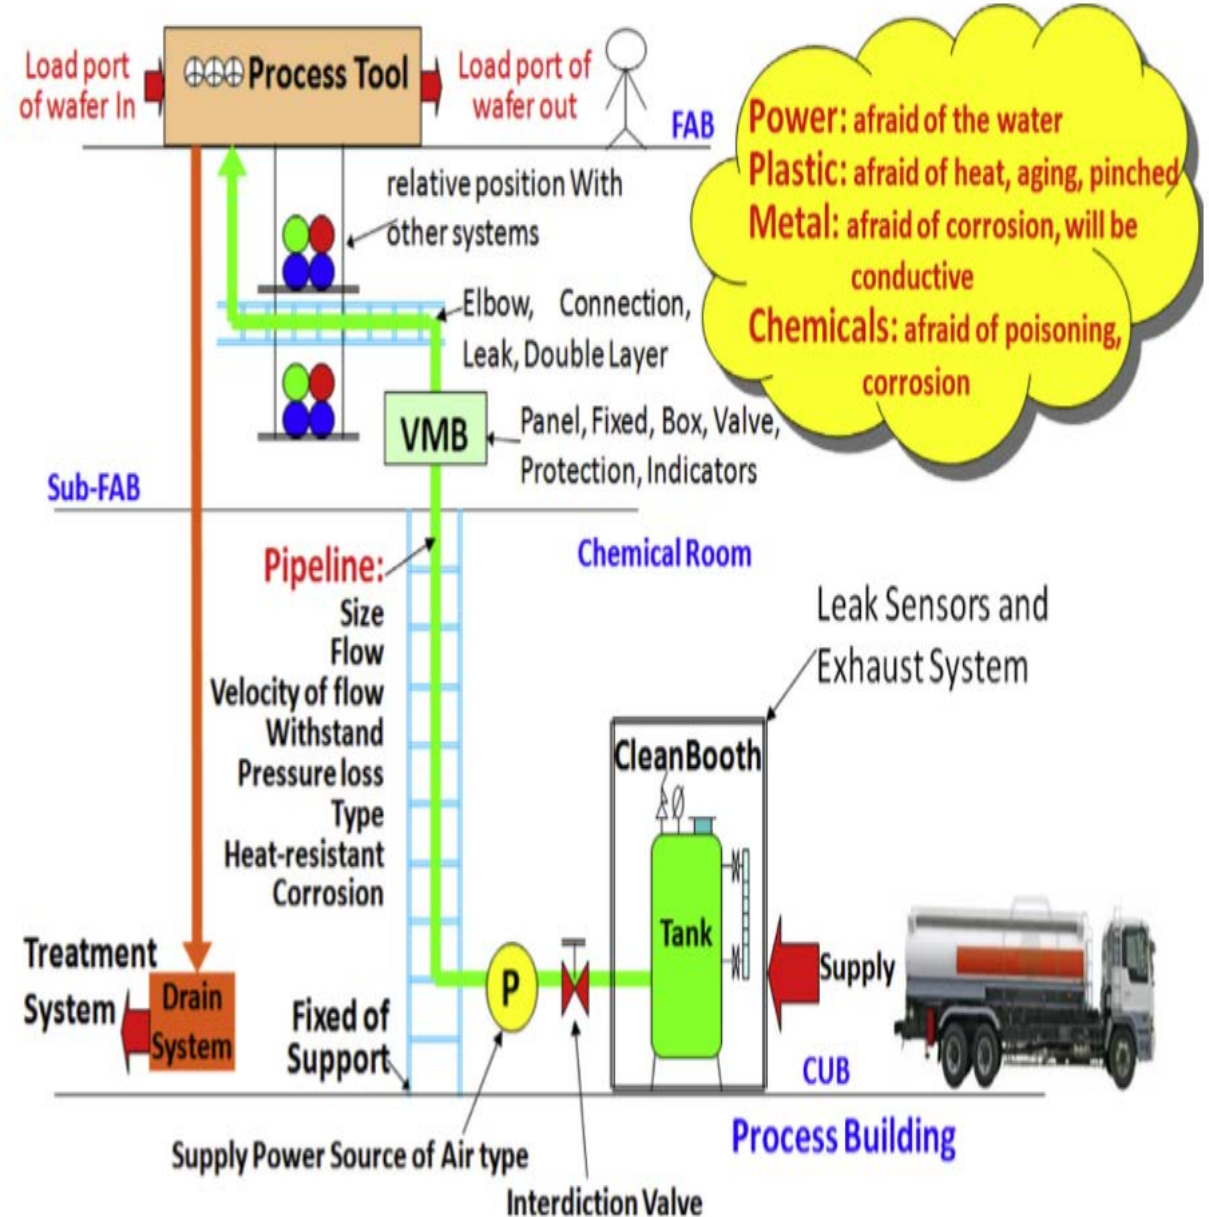 Load port
of wafer In
Process Tool
Load port of
wafer out
FAB
Power: afraid of the water
Plastic: afraid of heat, aging, pinched
Metal: afraid of corrosion, will be
conductive
Chemicals: afraid of poisoning,
corrosion
relative position With
other systems
Elbow, Connection,
Leak, Double Layer
VMB
Panel, Fixed, Box, Valve,
Protection, Indicators
Sub-FAB
Chemical Room
Pipeline:
Size
Flow
Velocity of flow
Withstand
Pressure loss
Type
Heat-resistant
Corrosion
Leak Sensors and
Exhaust System
CleanBooth
Tank
Supply
Treatment
System
Drain
System
P
Fixed of
Support
CUB
Process Building
Supply Power Source of Air type
Interdiction Valve